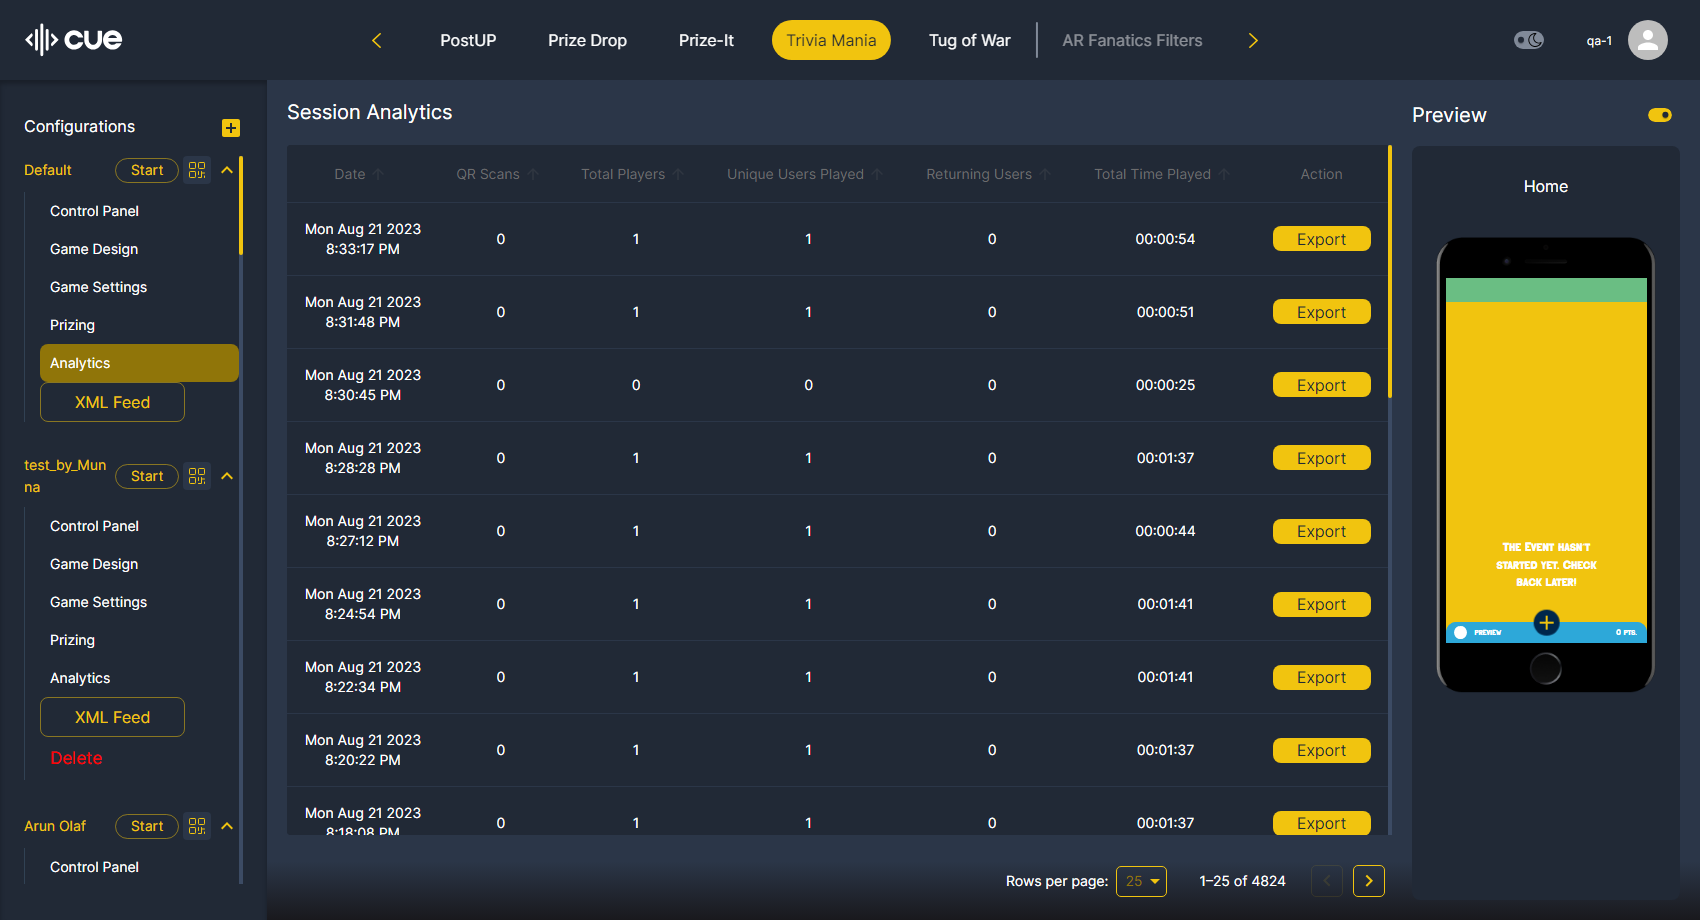 cue
PostUP
Prize Drop
Prize-It
Trivia Mania
Tug of War
AR Fanatics Filters
qa-1
Configurations
Default
Start
Control Panel
Game Design
Game Settings
Prizing
Analytics
XML Feed
test_by_Mun
na
Start
Control Panel
Game Design
Game Settings
Prizing
Analytics
XML Feed
Delete
Arun Olaf
Start
Control Panel
Session Analytics
Date QR Scans Total Players Unique Users Played Returning Users Total Time Played Action
Mon Aug 21 2023
8:33:17 PM 0 1 1 0 00:00:54 Export
Mon Aug 21 2023
8:31:48 PM 0 1 1 0 00:00:51 Export
Mon Aug 21 2023
8:30:45 PM 0 0 0 0 00:00:25 Export
Mon Aug 21 2023
8:28:28 PM 0 1 1 0 00:01:37 Export
Mon Aug 21 2023
8:27:12 PM 0 1 1 0 00:00:44 Export
Mon Aug 21 2023
8:24:54 PM 0 1 1 0 00:01:41 Export
Mon Aug 21 2023
8:22:34 PM 0 1 1 0 00:01:41 Export
Mon Aug 21 2023
8:20:22 PM 0 1 1 0 00:01:37 Export
Mon Aug 21 2023
8:18:08 PM 0 1 1 0 00:01:37 Export
Rows per page: 25 1–25 of 4824
Preview
Home
The Event hasn't
started yet. Check
back later!
PREVIEW
0 PTS.